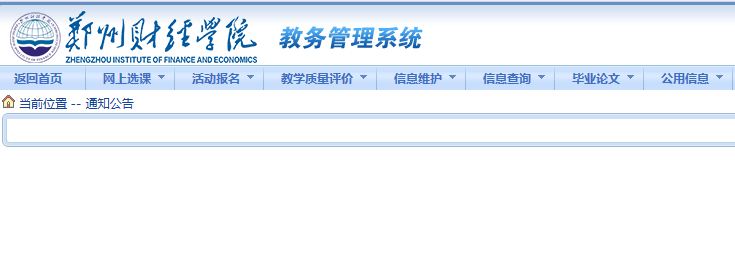 郑州财经学院 教务管理系统
ZHENGZHOU INSTITUTE OF FINANCE AND ECONOMICS
返回首页 网上选课 活动报名 教学质量评价 信息维护 信息查询 毕业论文 公用信息
当前位置 -- 通知公告